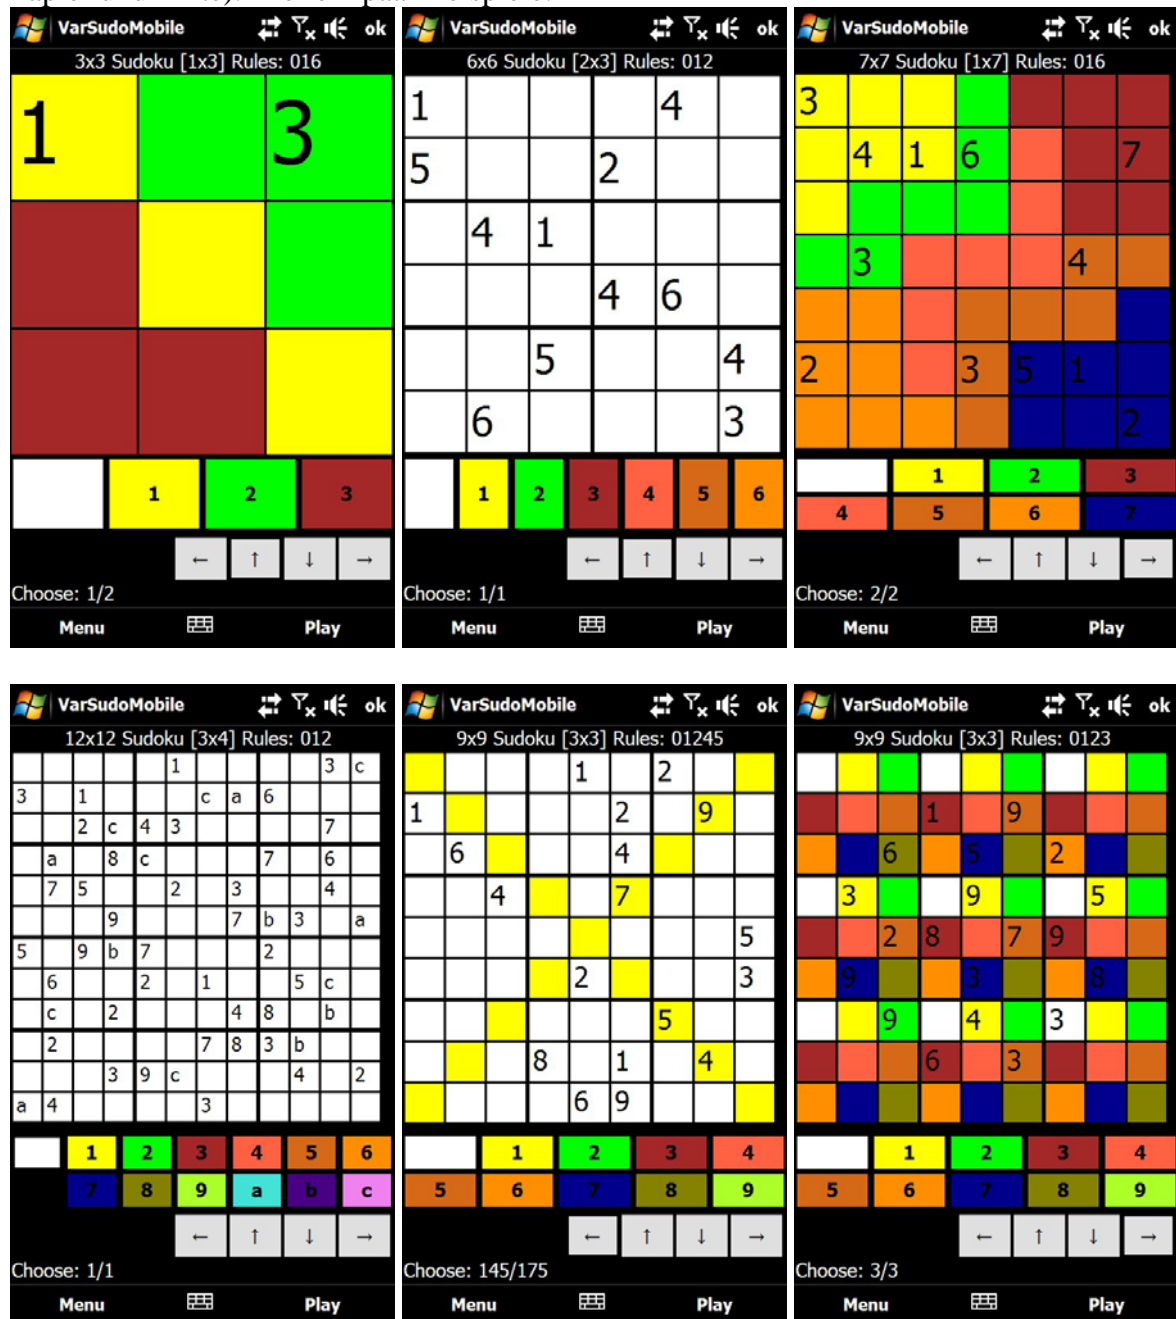 VarSudoMobile ok
3x3 Sudoku [1x3] Rules: 016
1 3
1 2 3
← ↑ ↓ →
Choose: 1/2
Menu Play
VarSudoMobile ok
6x6 Sudoku [2x3] Rules: 012
1 4
5 2
4 1
4 6
5 4
6 3
1 2 3 4 5 6
← ↑ ↓ →
Choose: 1/1
Menu Play
VarSudoMobile ok
7x7 Sudoku [1x7] Rules: 016
3
4 1 6 7
3 4
2 3 5 1
2
1 2 3
4 5 6 7
← ↑ ↓ →
Choose: 2/2
Menu Play
VarSudoMobile ok
12x12 Sudoku [3x4] Rules: 012
1 3 c
3 1 c a 6
2 c 4 3 7
a 8 c 7 6
7 5 2 3 4
9 7 b 3 a
5 9 b 7 2
6 2 1 5 c
c 2 4 8 b
2 7 8 3 b
3 9 c 4 2
a 4 3
1 2 3 4 5 6
7 8 9 a b c
← ↑ ↓ →
Choose: 1/1
Menu Play
VarSudoMobile ok
9x9 Sudoku [3x3] Rules: 01245
1 2
1 2 9
6 4
4 7
5
2 3
5
8 1 4
6 9
1 2 3 4
5 6 7 8 9
← ↑ ↓ →
Choose: 145/175
Menu Play
VarSudoMobile ok
9x9 Sudoku [3x3] Rules: 0123
1 9
6 5 2
3 9 5
2 8 7 9
9 3 8
9 4 3
6 3
1 2 3 4
5 6 7 8 9
← ↑ ↓ →
Choose: 3/3
Menu Play